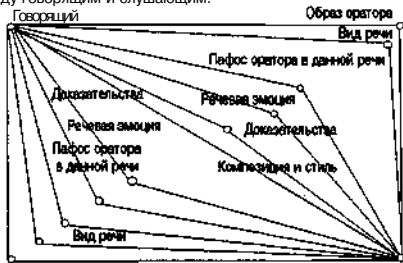 ду говорящим и слушающим.
Говорящий
Образ оратора
Вид речи
Пафос оратора в данной речи
Доказательства
Речевая эмоция
Речевая эмоция
Доказательства
Пафос оратора
в данной речи
Композиция и стиль
Вид речи